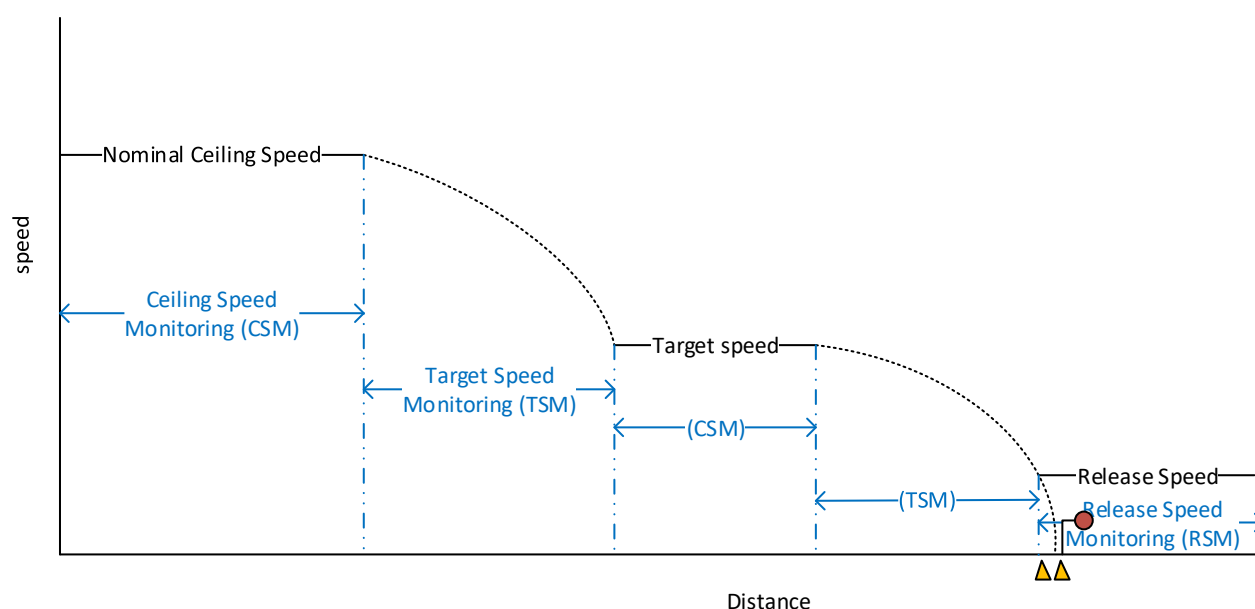 Nominal Ceiling Speed
speed
Ceiling Speed
Monitoring (CSM)
Target speed
Target Speed
Monitoring (TSM)
(CSM)
Release Speed
(TSM)
Release Speed
Monitoring (RSM)
Distance